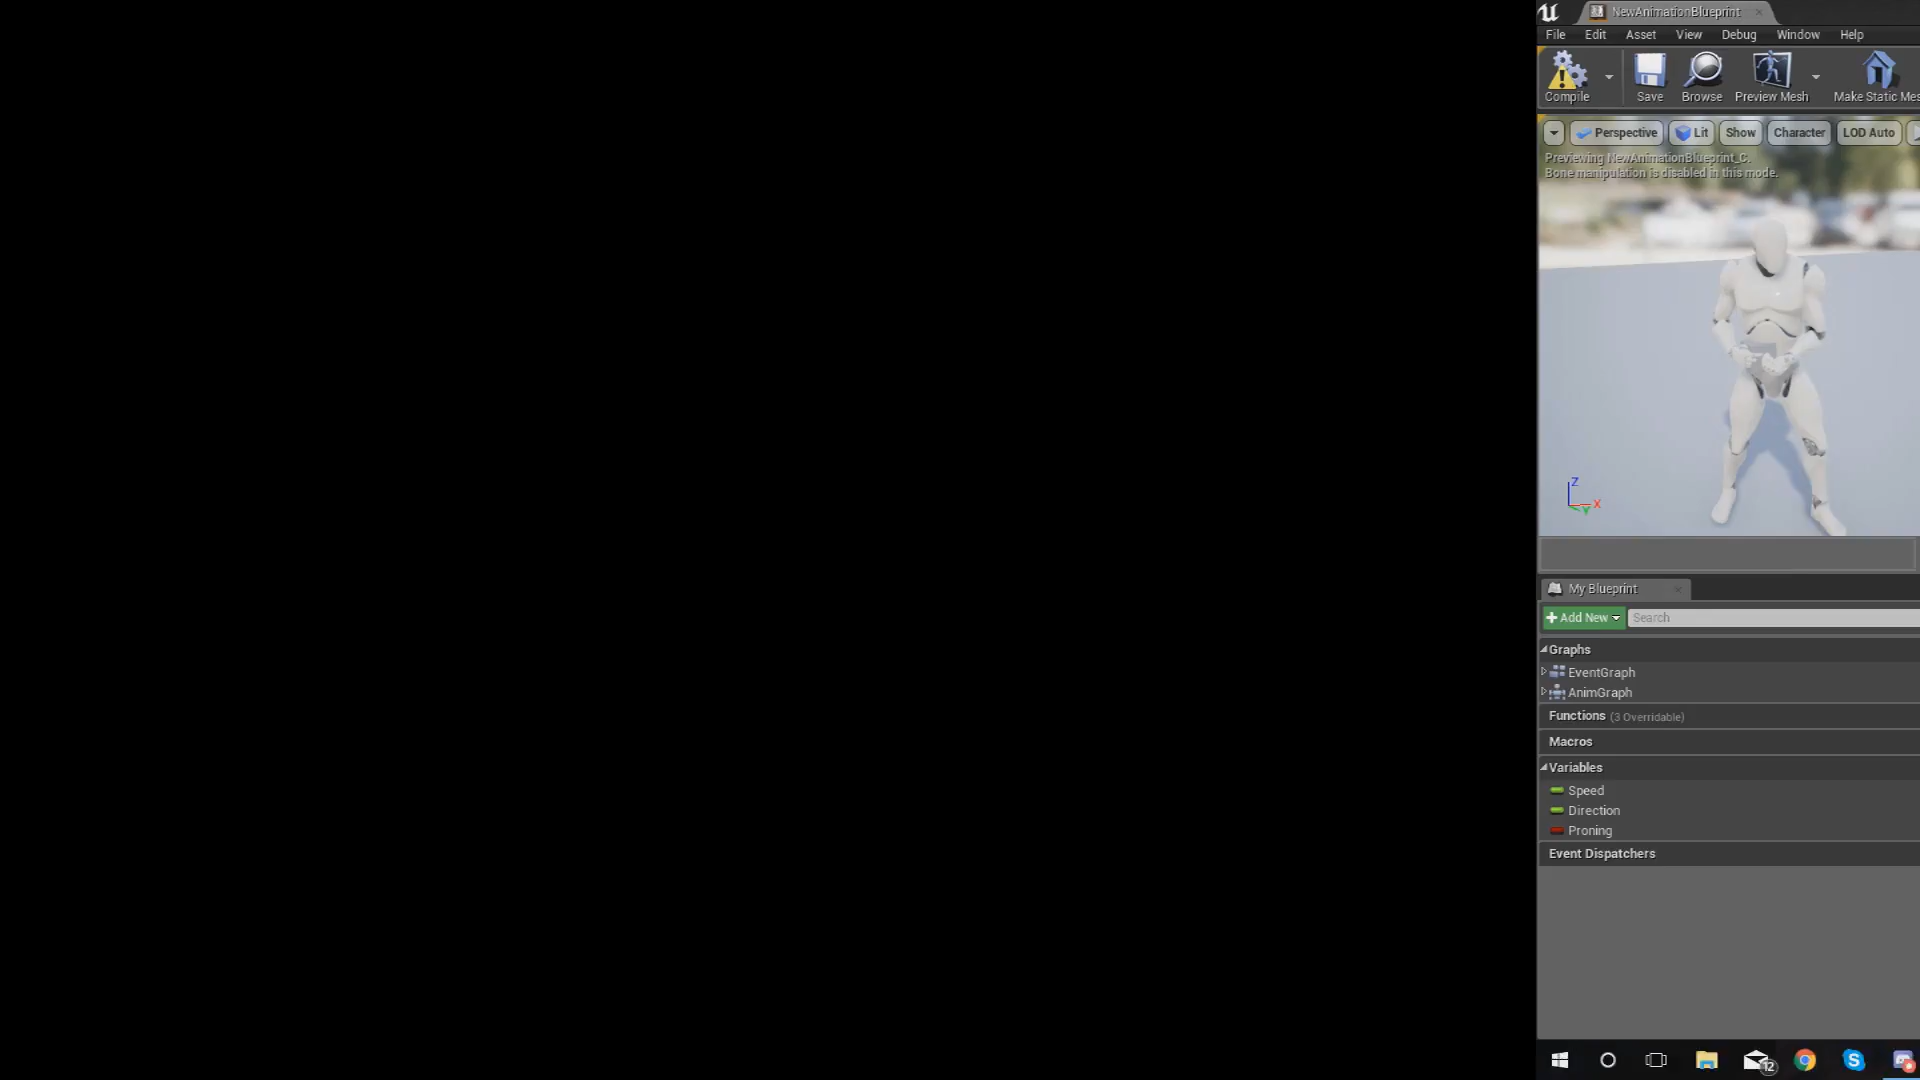 NewAnimationBlueprint
File Edit Asset View Debug Window Help
Compile Save Browse Preview Mesh Make Static Mes
Perspective Lit Show Character LOD Auto
Previewing NewAnimationBlueprint_C.
Bone manipulation is disabled in this mode.
Z
X
Y
My Blueprint
Add New Search
Graphs
EventGraph
AnimGraph
Functions (3 Overridable)
Macros
Variables
Speed
Direction
Proning
Event Dispatchers
12